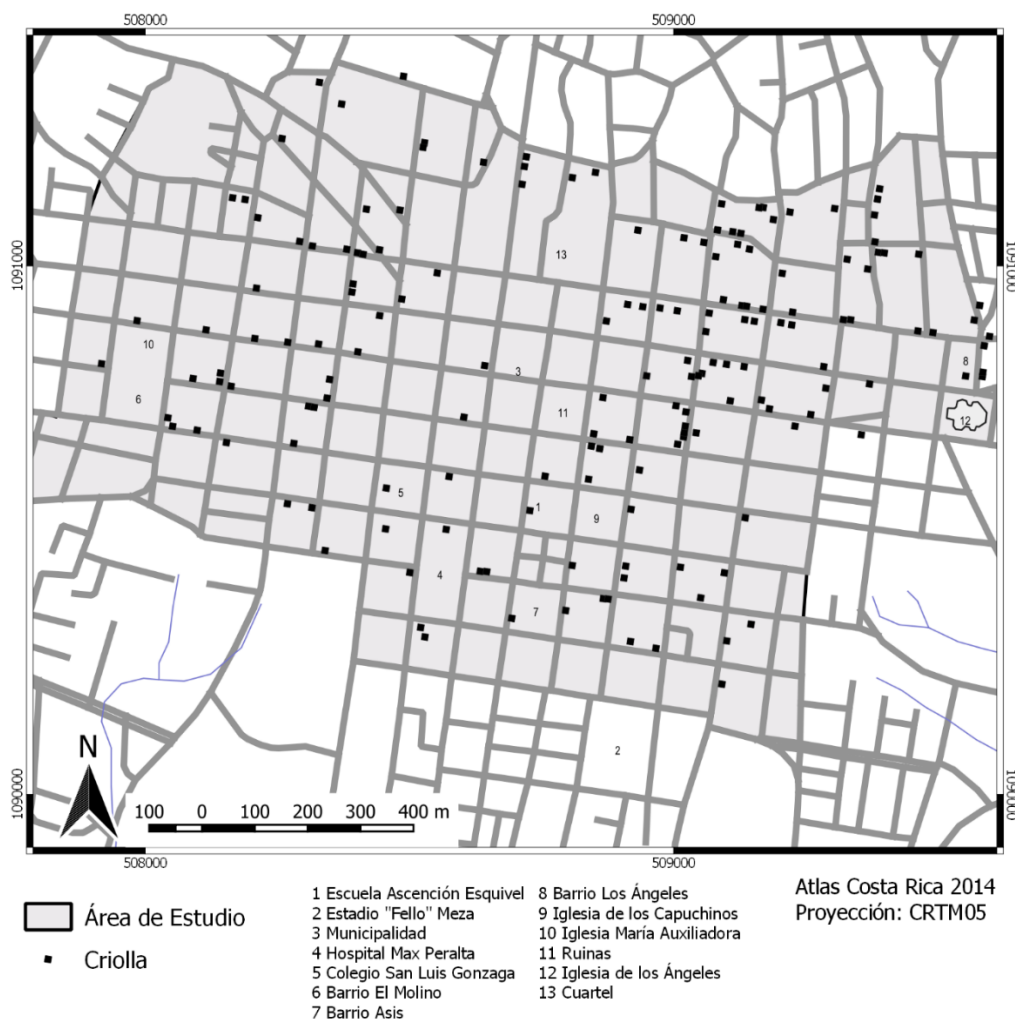 508000
509000
1091000
1091000
13
10
3
8
6
11
12
5
1
9
4
7
2
N
1090000
1090000
100 0 100 200 300 400 m
508000
509000
Área de Estudio
Criolla
1 Escuela Ascención Esquivel
2 Estadio "Fello" Meza
3 Municipalidad
4 Hospital Max Peralta
5 Colegio San Luis Gonzaga
6 Barrio El Molino
7 Barrio Asis
8 Barrio Los Ángeles
9 Iglesia de los Capuchinos
10 Iglesia María Auxiliadora
11 Ruinas
12 Iglesia de los Ángeles
13 Cuartel
Atlas Costa Rica 2014
Proyección: CRTM05